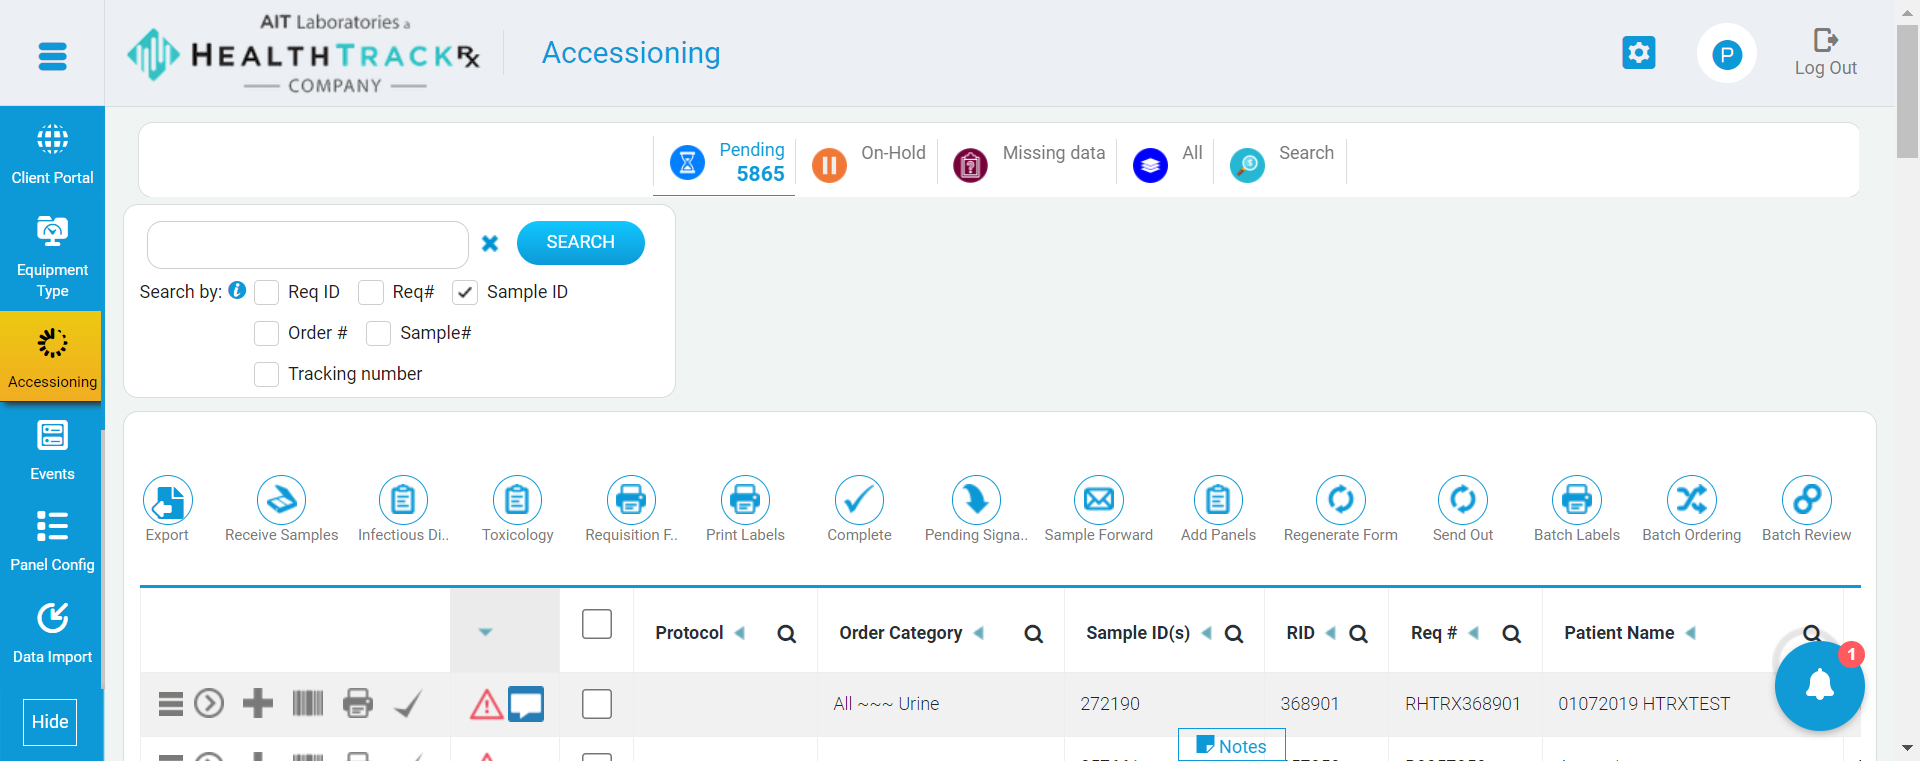 AIT Laboratories a
HEALTHTRACKRx
COMPANY
Accessioning
P
Log Out
Client Portal
Equipment
Type
Accessioning
Events
Panel Config
Data Import
Hide
Pending
5865
On-Hold
Missing data
All
Search
SEARCH
Search by:
Req ID
Req#
Sample ID
Order #
Sample#
Tracking number
Export
Receive Samples
Infectious Di..
Toxicology
Requisition F..
Print Labels
Complete
Pending Signa..
Sample Forward
Add Panels
Regenerate Form
Send Out
Batch Labels
Batch Ordering
Batch Review
Protocol
Order Category
Sample ID(s)
RID
Req #
Patient Name
1
All ~~~ Urine
272190
368901
RHTRX368901
01072019 HTRXTEST
Notes